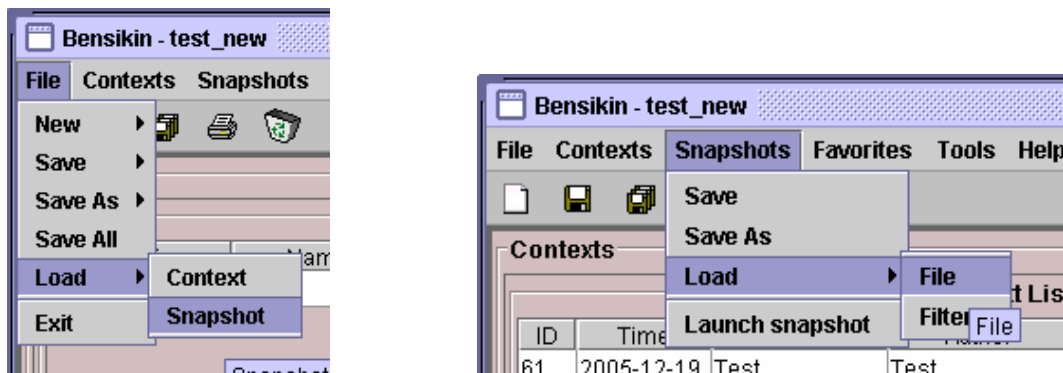 Bensikin - test_new
File Contexts Snapshots
New
Save
Save As
Save All
Load
Context
Snapshot
Exit
Bensikin - test_new
File Contexts Snapshots Favorites Tools Help
Save
Save As
Contexts
Load
File
Launch snapshot
Filter
File
ID Time
61 2005-12-19 Test Test